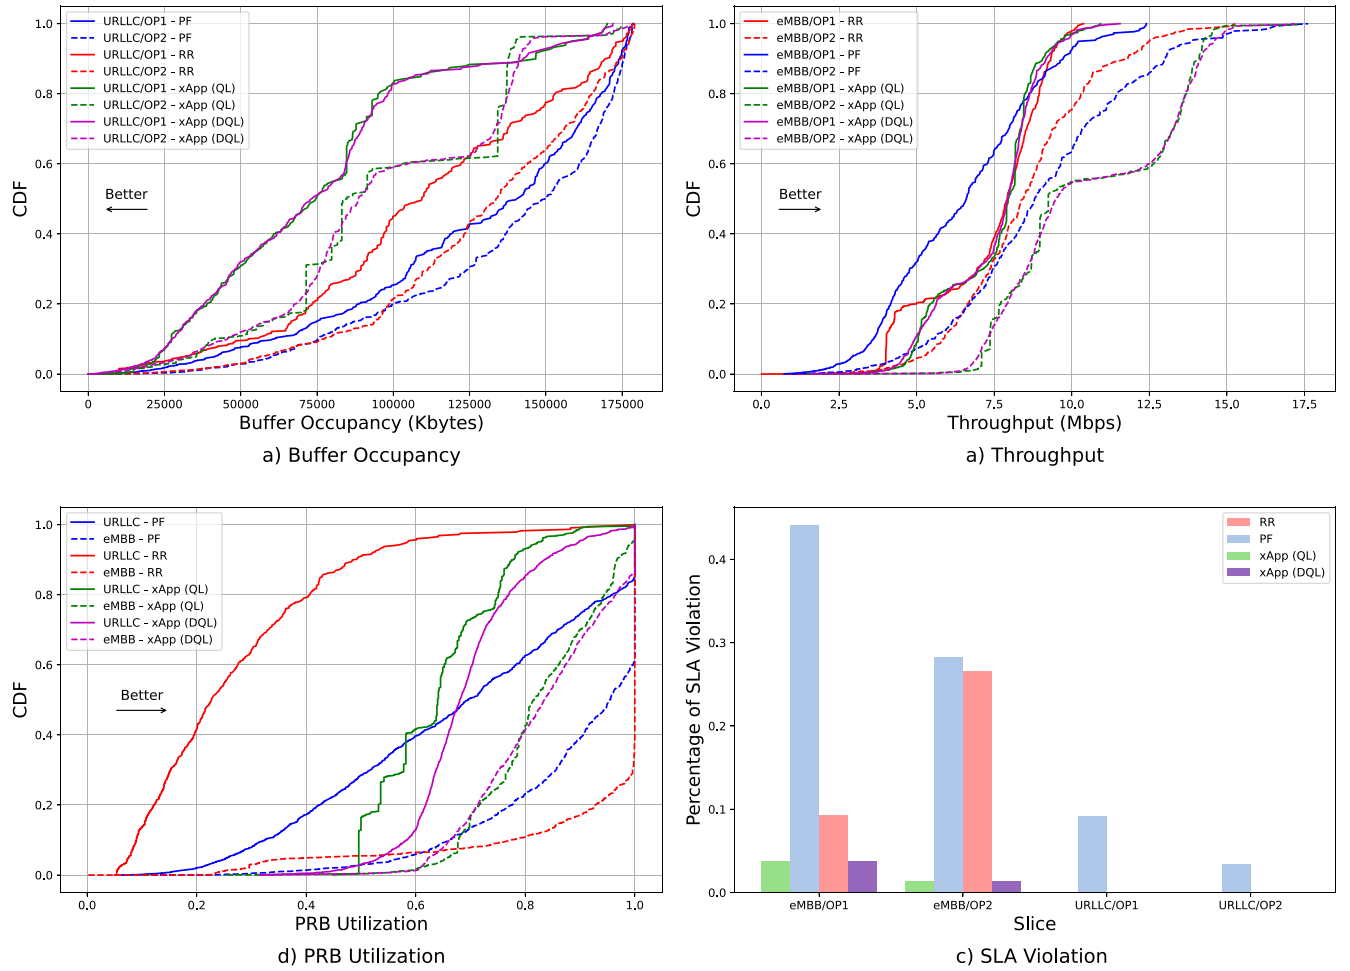 URLLC/OP1 – PF
URLLC/OP2 – PF
URLLC/OP1 – RR
URLLC/OP2 – RR
URLLC/OP1 – xApp (QL)
URLLC/OP2 – xApp (QL)
URLLC/OP1 – xApp (DQL)
URLLC/OP2 – xApp (DQL)
Better
CDF
1.0
0.8
0.6
0.4
0.2
0.0
0
25000
50000
75000
100000
125000
150000
175000
Buffer Occupancy (Kbytes)
a) Buffer Occupancy
eMBB/OP1 – RR
eMBB/OP2 – RR
eMBB/OP1 – PF
eMBB/OP2 – PF
eMBB/OP1 – xApp (QL)
eMBB/OP2 – xApp (QL)
eMBB/OP1 – xApp (DQL)
eMBB/OP2 – xApp (DQL)
Better
CDF
1.0
0.8
0.6
0.4
0.2
0.0
0.0
2.5
5.0
7.5
10.0
12.5
15.0
17.5
Throughput (Mbps)
a) Throughput
URLLC – PF
eMBB – PF
URLLC – RR
eMBB – RR
URLLC – xApp (QL)
eMBB – xApp (QL)
URLLC – xApp (DQL)
eMBB – xApp (DQL)
Better
CDF
1.0
0.8
0.6
0.4
0.2
0.0
0.0
0.2
0.4
0.6
0.8
1.0
PRB Utilization
d) PRB Utilization
RR
PF
xApp (QL)
xApp (DQL)
Percentage of SLA Violation
0.4
0.3
0.2
0.1
0.0
eMBB/OP1
eMBB/OP2
URLLC/OP1
URLLC/OP2
Slice
c) SLA Violation